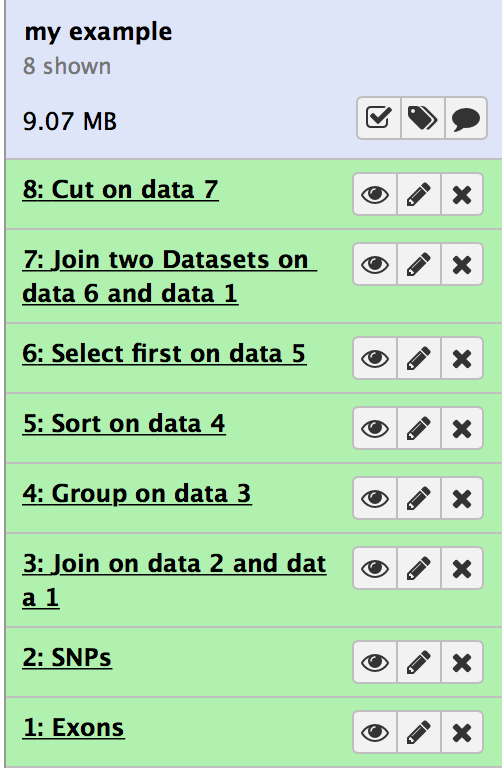 my example
8 shown
9.07 MB
8: Cut on data 7
7: Join two Datasets on
data 6 and data 1
6: Select first on data 5
5: Sort on data 4
4: Group on data 3
3: Join on data 2 and dat
a 1
2: SNPs
1: Exons